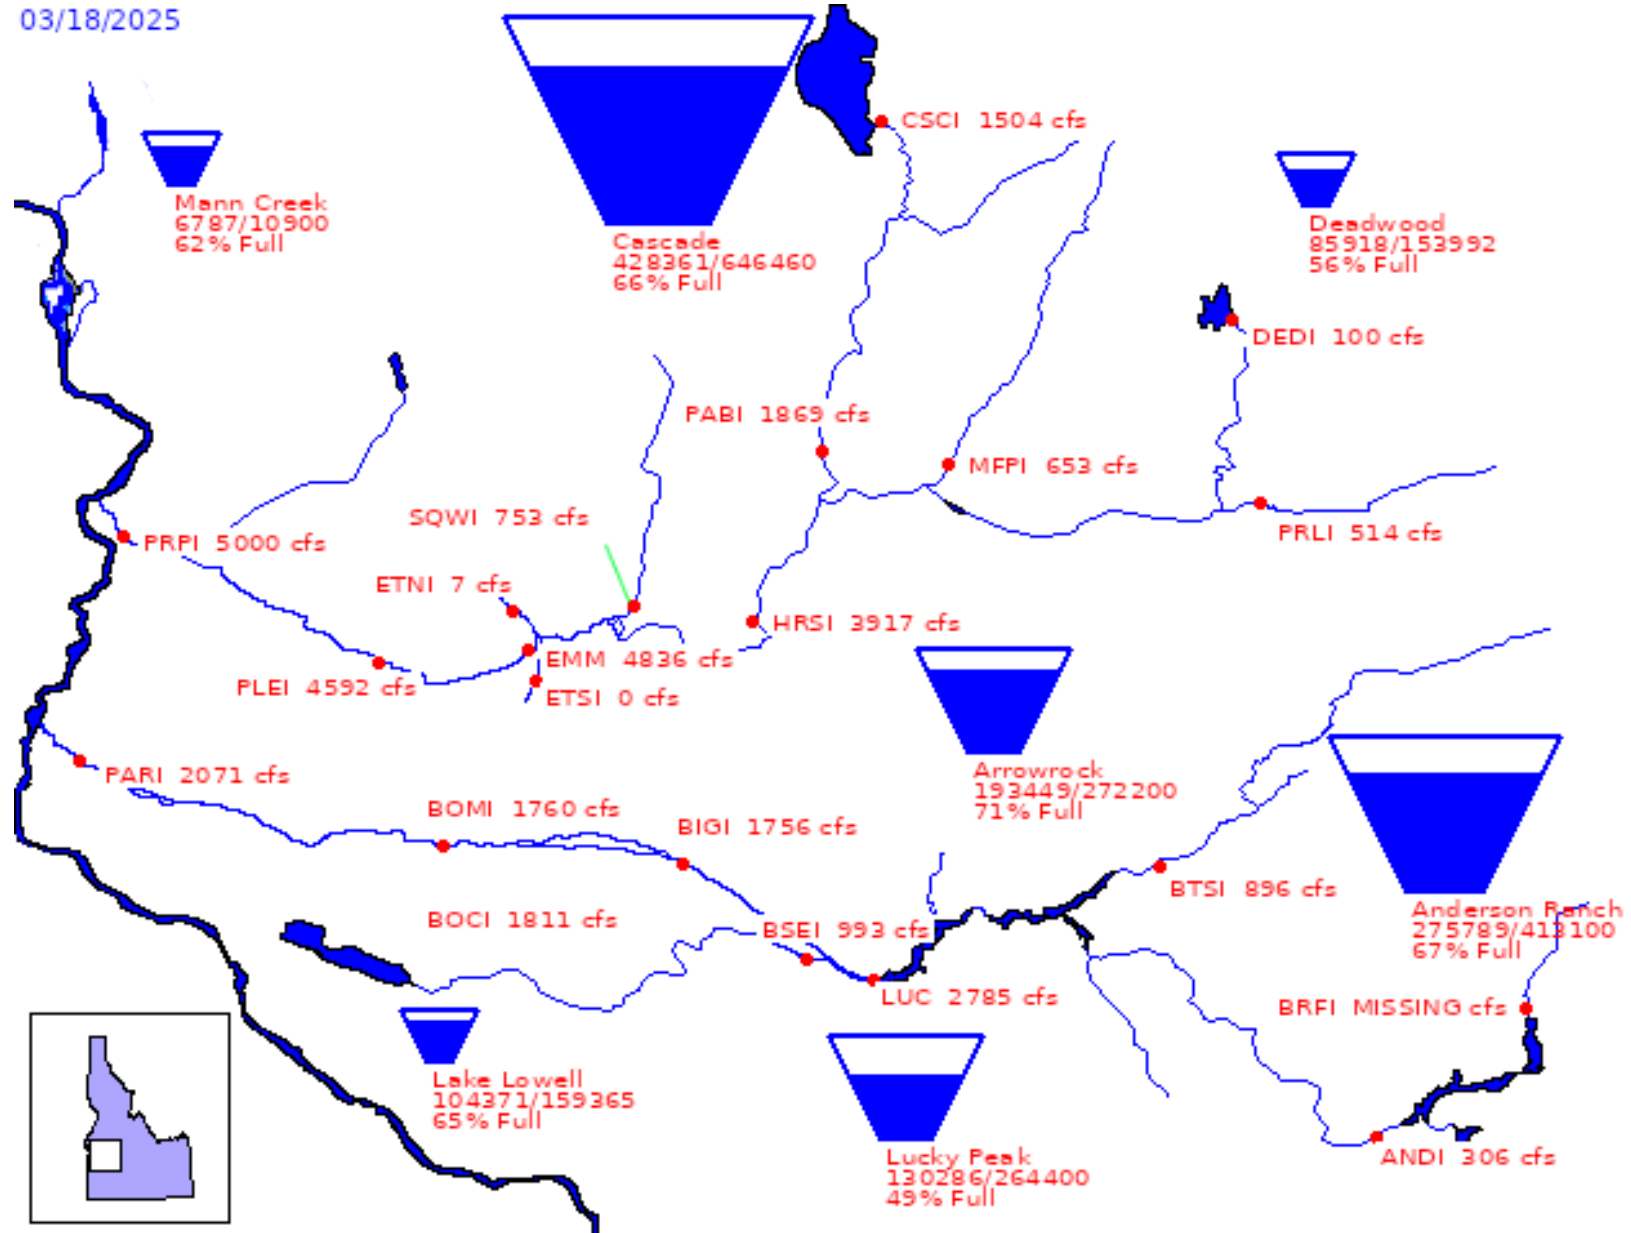 03/18/2025
CSCI 1504 cfs
Mann Creek
6787/10900
62% Full
Cascade
428361/646460
66% Full
Deadwood
85918/153992
56% Full
DEDI 100 cfs
PABI 1869 cfs
MFPI 653 cfs
SQWI 753 cfs
PRPI 5000 cfs
PRLI 514 cfs
ETNI 7 cfs
HRSI 3917 cfs
EMM 4836 cfs
PLEI 4592 cfs
ETSI 0 cfs
Arrowrock
193449/272200
71% Full
PARI 2071 cfs
BOMI 1760 cfs
BIGI 1756 cfs
BTSI 896 cfs
Anderson Ranch
275789/413100
67% Full
BOCI 1811 cfs
BSEI 993 cfs
LUC 2785 cfs
BRFI MISSING cfs
Lake Lowell
104371/159365
65% Full
Lucky Peak
130286/264400
49% Full
ANDI 306 cfs